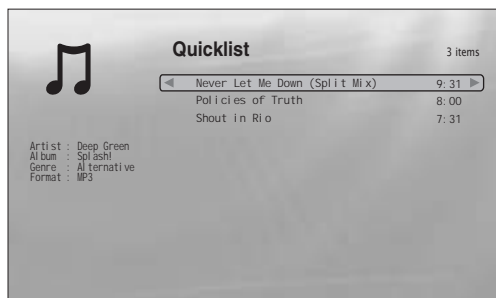 Quicklist
3 items
Never Let Me Down (Split Mix) 9:31
Policies of Truth 8:00
Shout in Rio 7:31
Artist : Deep Green
Album : Splash!
Genre : Alternative
Format : MP3